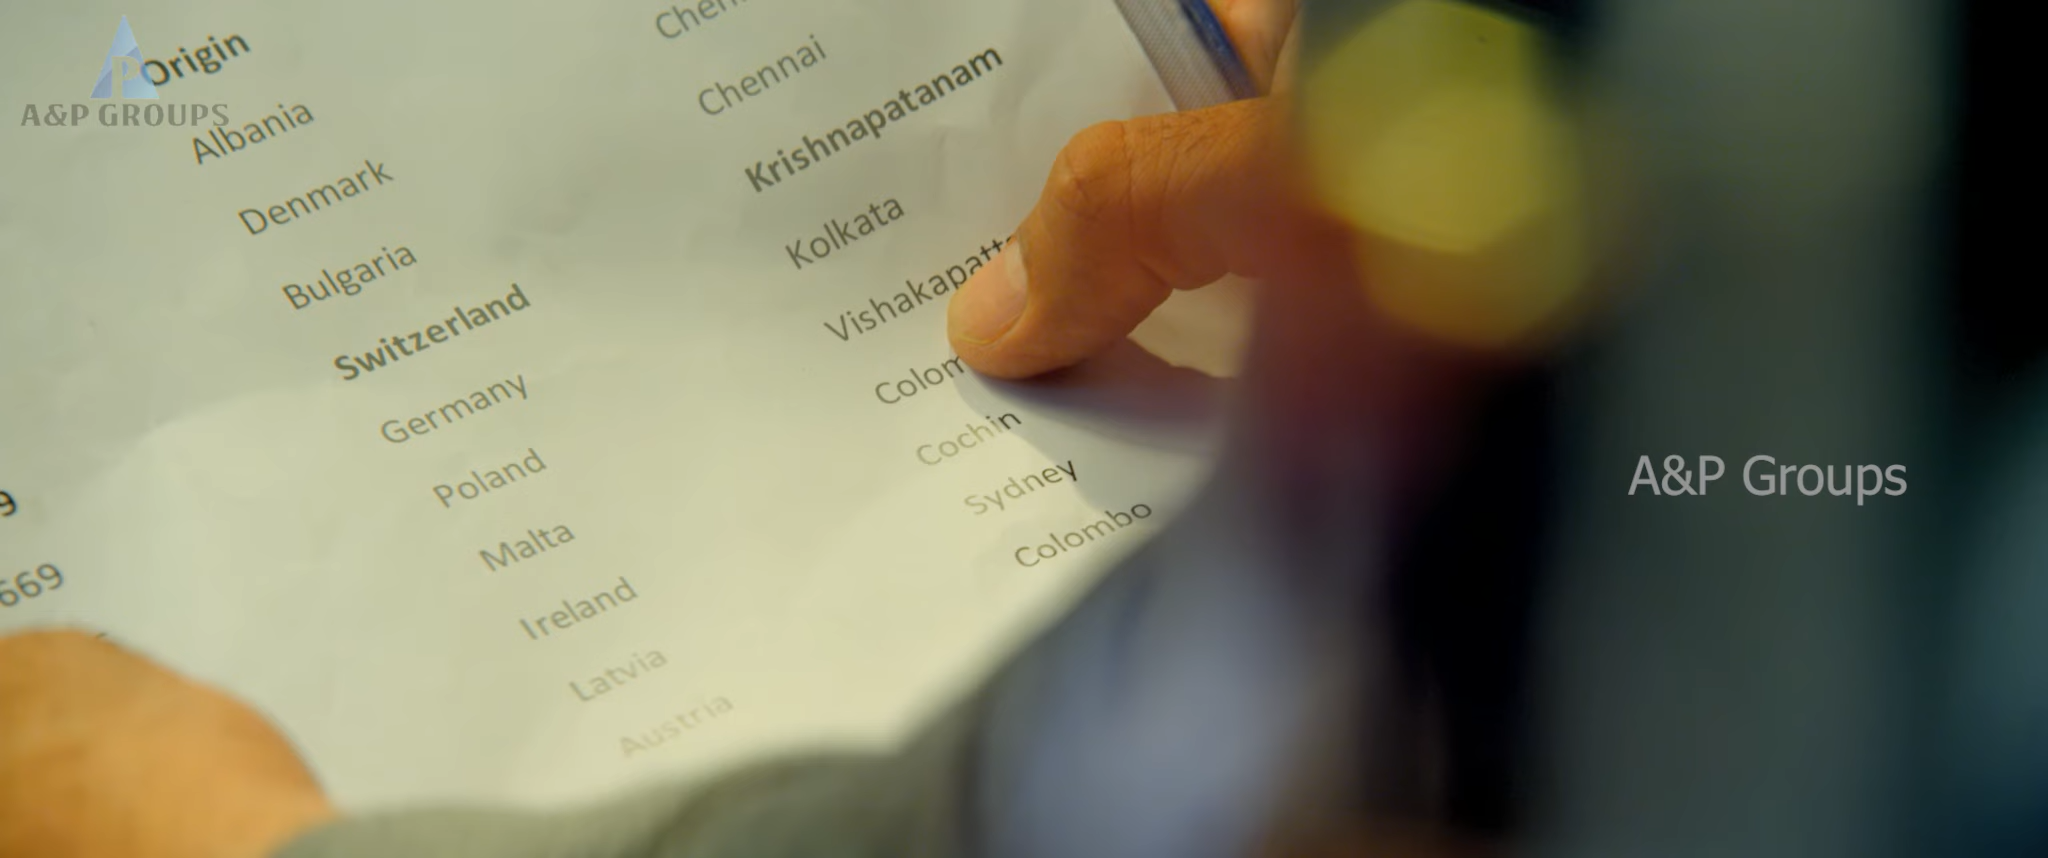 A&P GROUPS
Origin
Albania
Denmark
Bulgaria
Switzerland
Germany
Poland
Malta
Ireland
Latvia
Austria
Chennai
Krishnapatanam
Kolkata
Cochin
Sydney
Colombo
9
669
A&P Groups